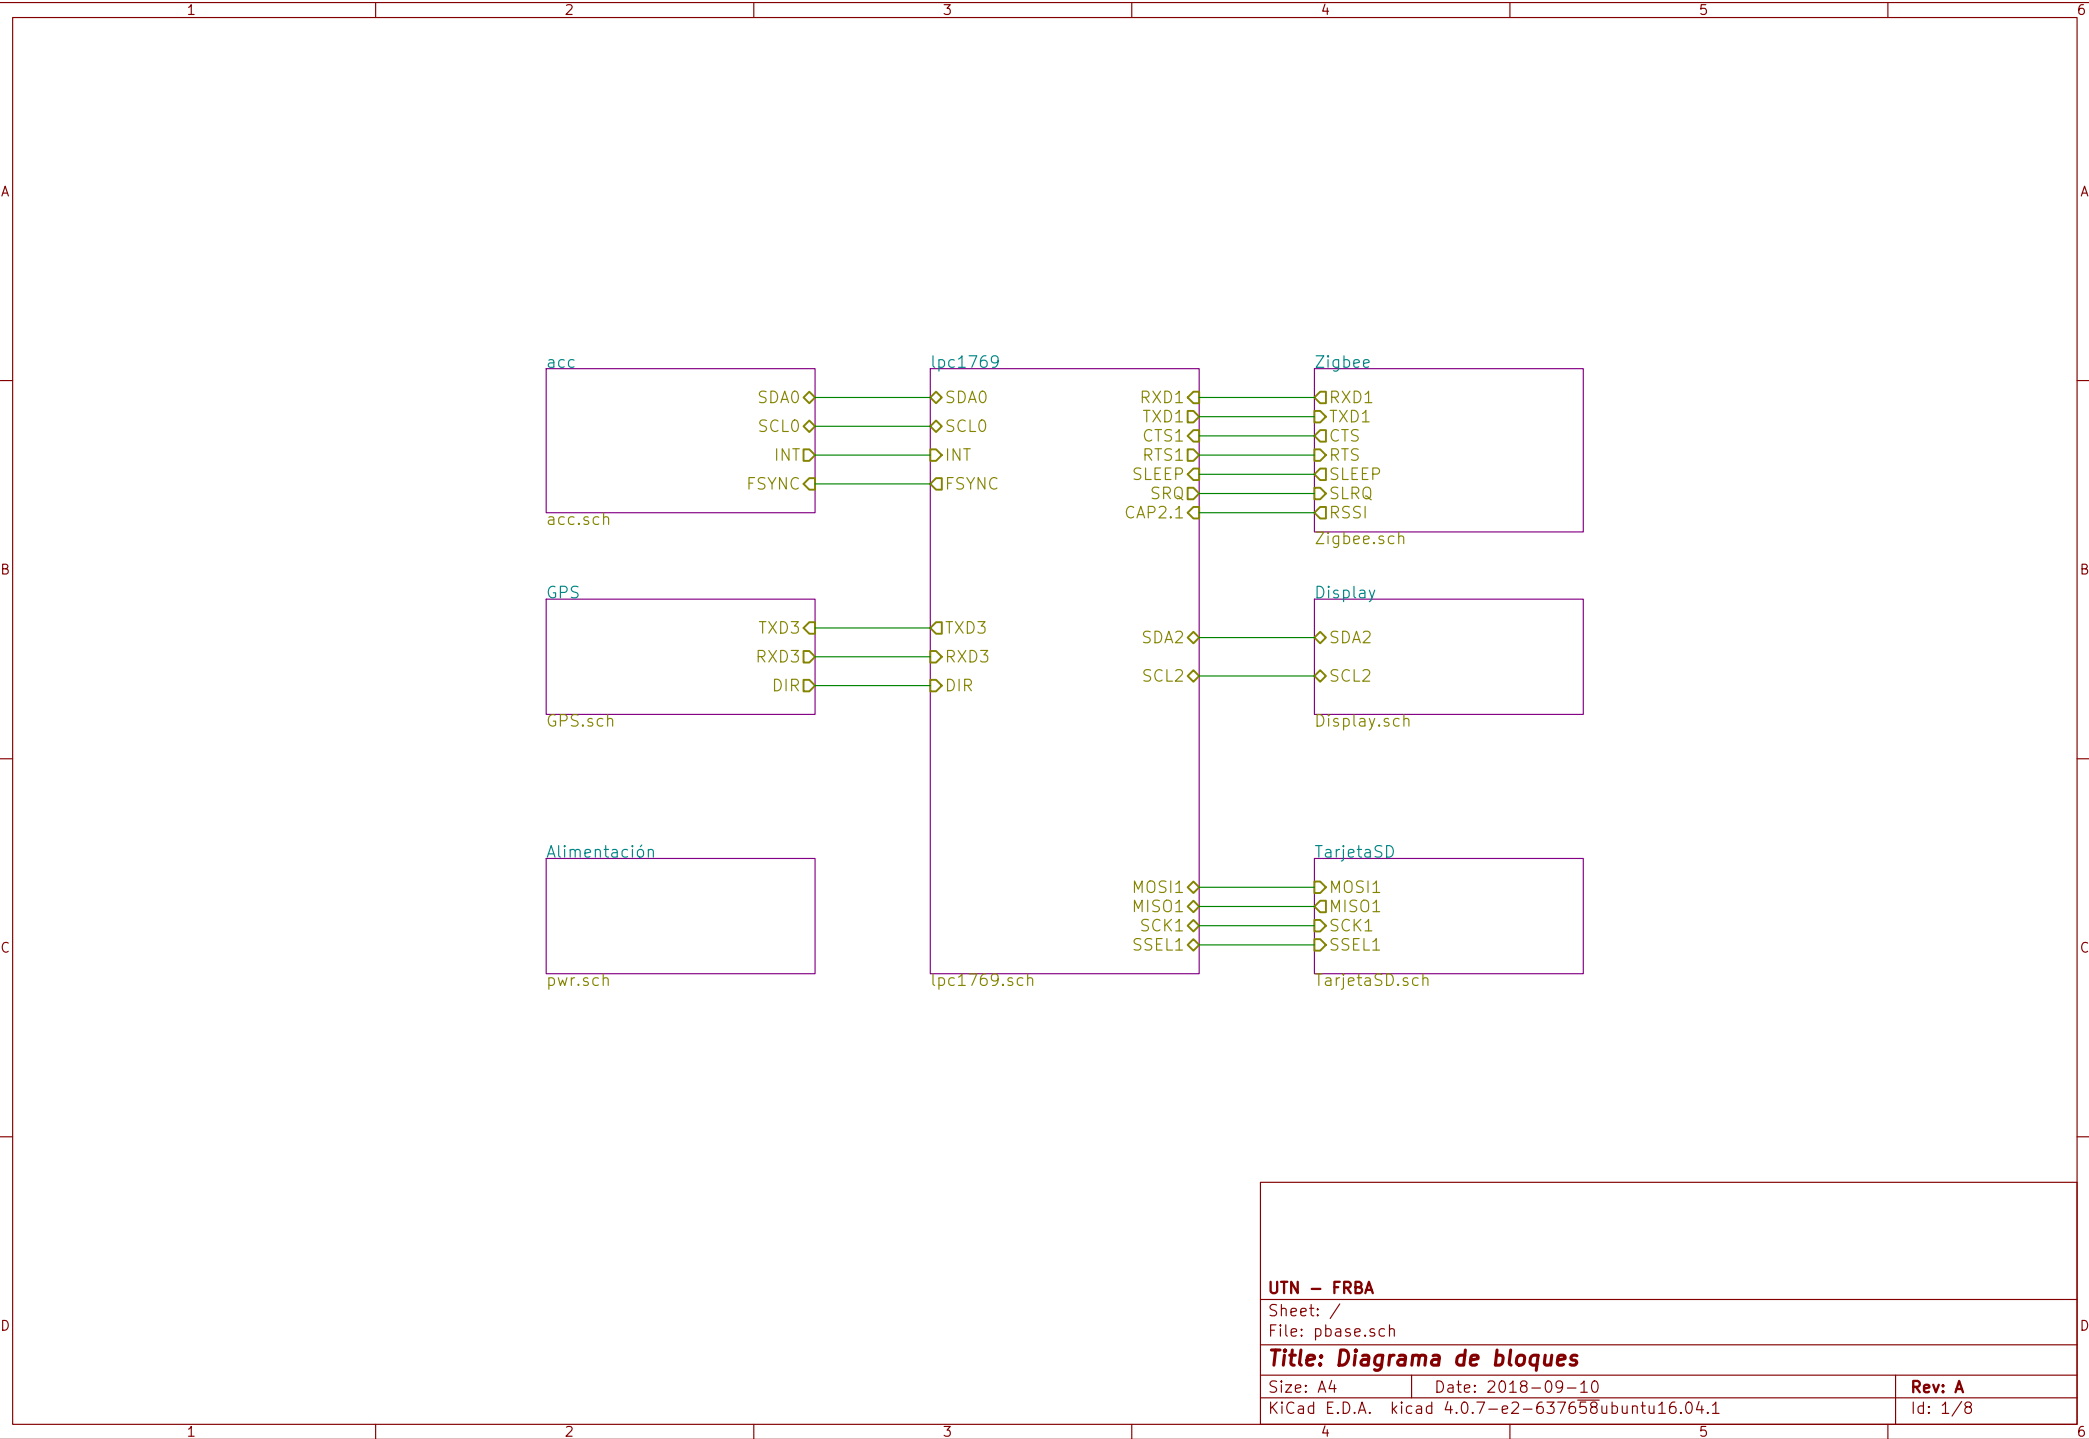 1 2 3 4 5 6
A A
B B
C C
D D
acc
SDA0
SCL0
INT
FSYNC
acc.sch
GPS
TXD3
RXD3
DIR
GPS.sch
Alimentación
pwr.sch
lpc1769
SDA0
SCL0
INT
FSYNC
TXD3
RXD3
DIR
RXD1
TXD1
CTS1
RTS1
SLEEP
SRQ
CAP2.1
SDA2
SCL2
MOSI1
MISO1
SCK1
SSEL1
lpc1769.sch
Zigbee
RXD1
TXD1
CTS
RTS
SLEEP
SLRQ
RSSI
Zigbee.sch
Display
SDA2
SCL2
Display.sch
TarjetaSD
MOSI1
MISO1
SCK1
SSEL1
TarjetaSD.sch
UTN - FRBA
Sheet: /
File: pbase.sch
Title: Diagrama de bloques
Size: A4 Date: 2018-09-10 Rev: A
KiCad E.D.A. kicad 4.0.7-e2-637658ubuntu16.04.1 Id: 1/8
1 2 3 4 5 6